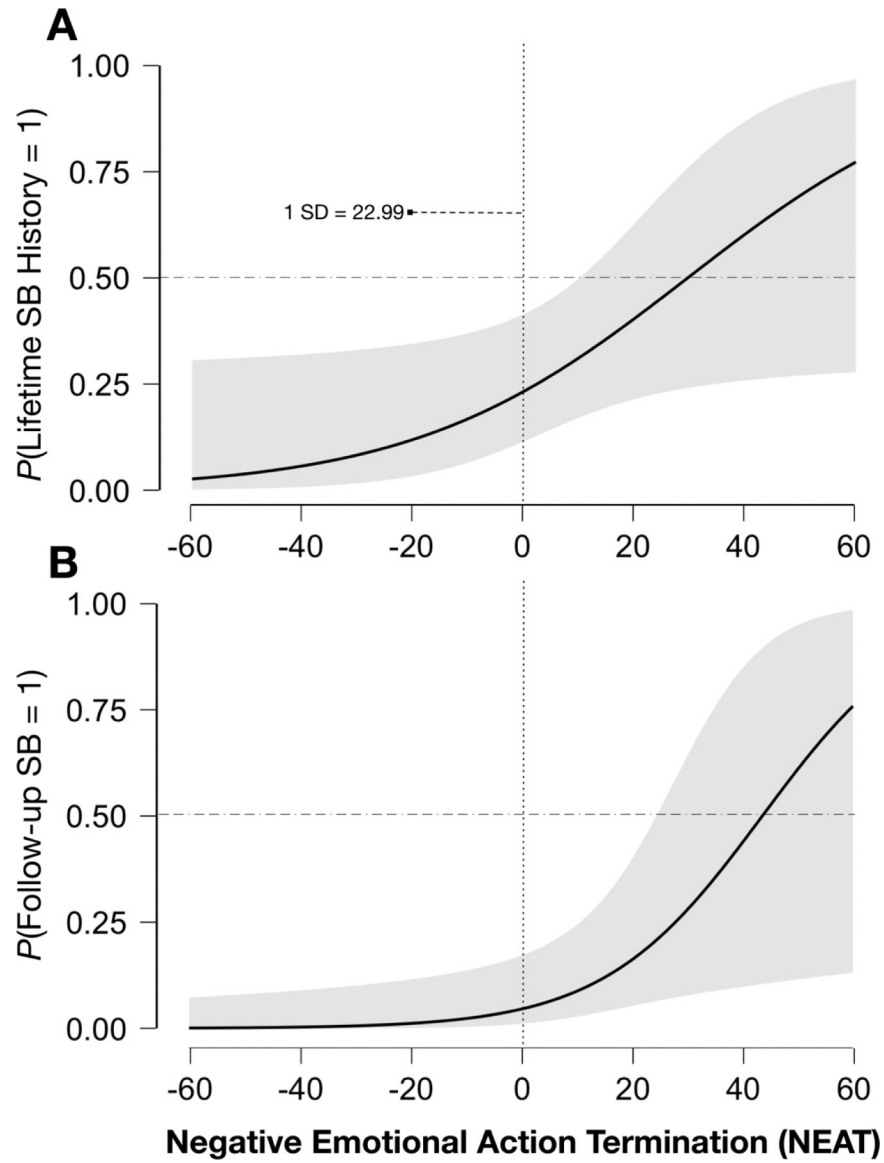 A
1.00
0.75
0.50
0.25
0.00
P(Lifetime SB History = 1)
1 SD = 22.99
-60 -40 -20 0 20 40 60
B
1.00
0.75
0.50
0.25
0.00
P(Follow-up SB = 1)
-60 -40 -20 0 20 40 60
Negative Emotional Action Termination (NEAT)